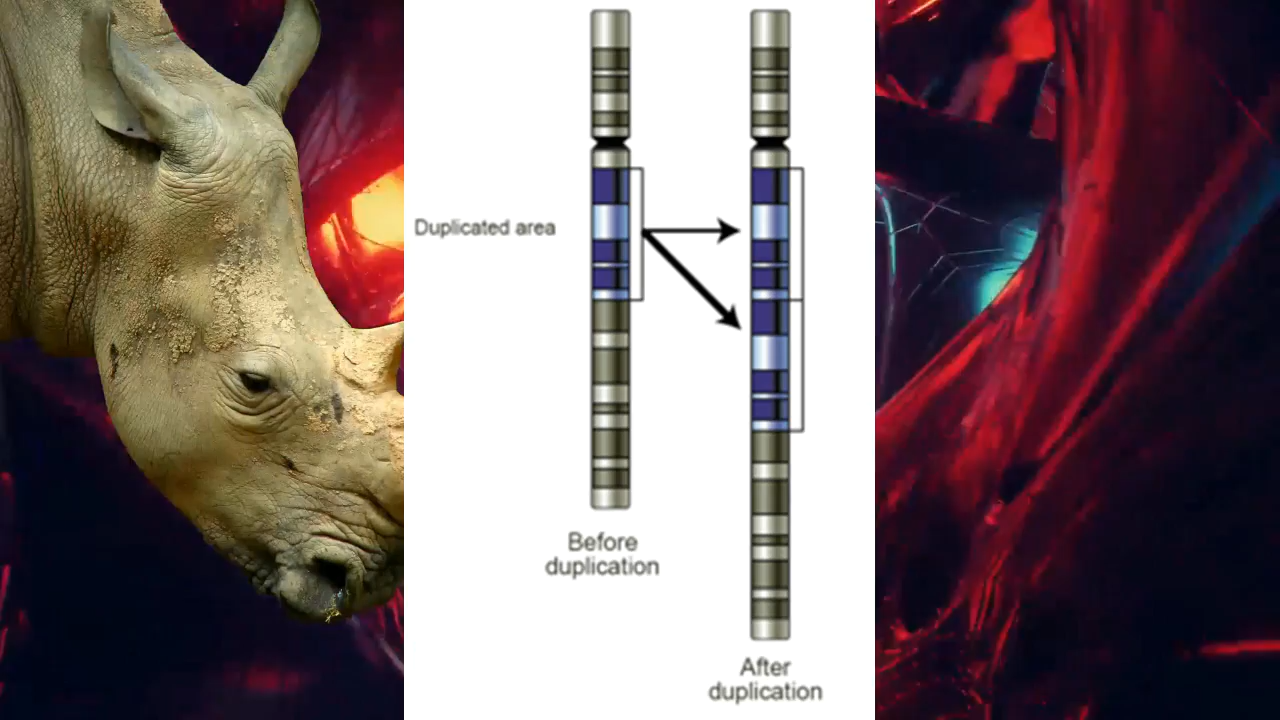 Duplicated area
Before
duplication
After
duplication